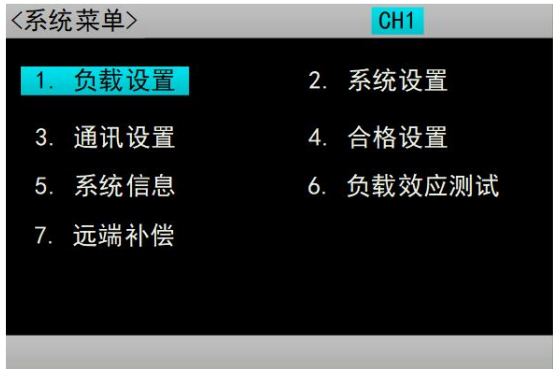 <系统菜单> CH1
1. 负载设置 2. 系统设置
3. 通讯设置 4. 合格设置
5. 系统信息 6. 负载效应测试
7. 远端补偿